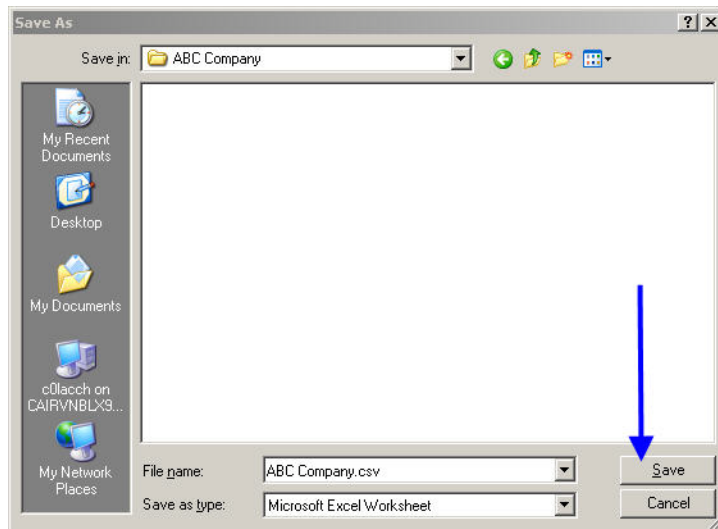 Save As
Save in:
ABC Company
My Recent
Documents
Desktop
My Documents
c0lacch on
CAIRVNBLX9...
My Network
Places
File name:
ABC Company.csv
Save
Save as type:
Microsoft Excel Worksheet
Cancel